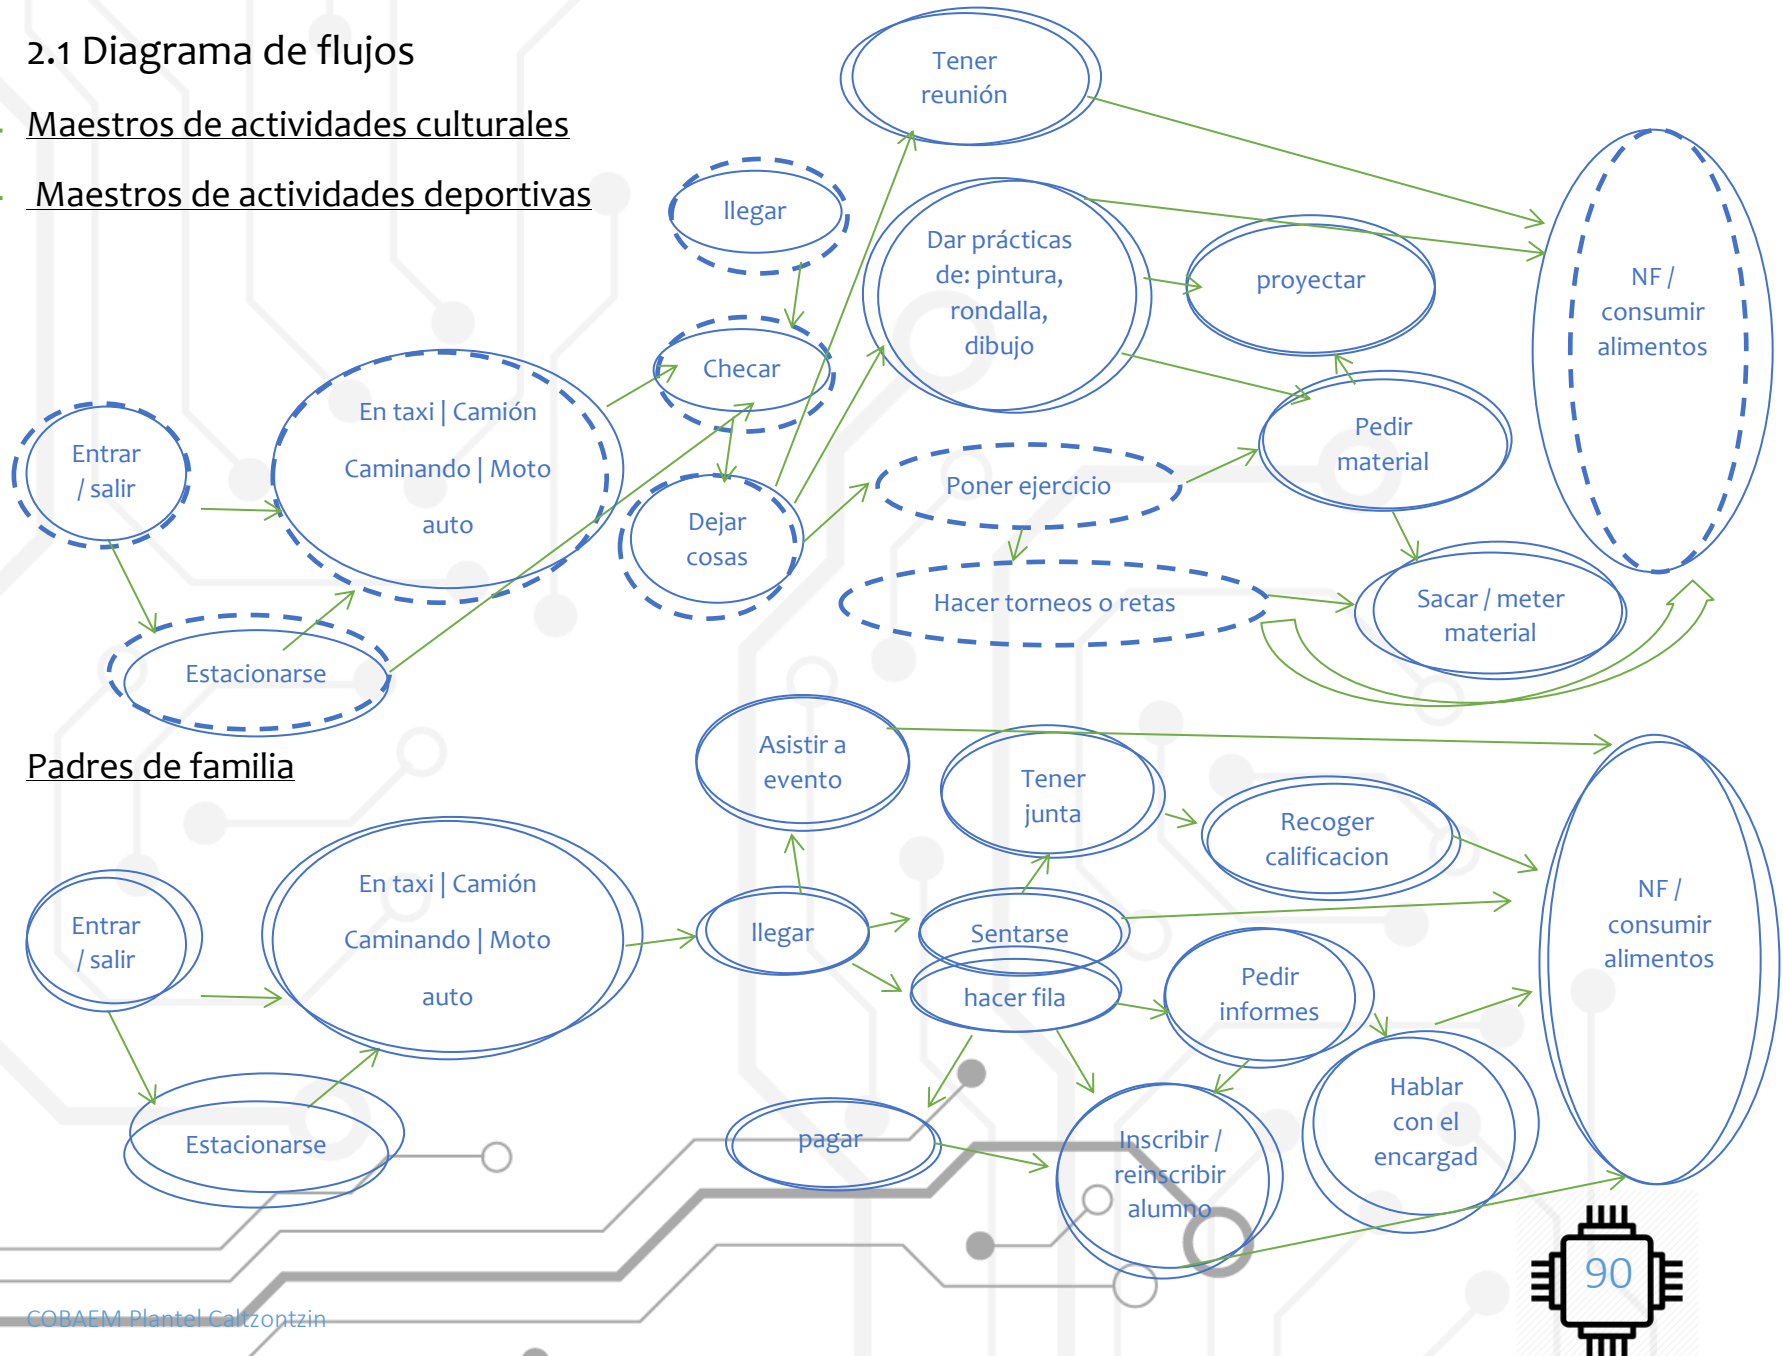 2.1 Diagrama de flujos
Maestros de actividades culturales
Maestros de actividades deportivas
Tener
reunión
llegar
Dar prácticas
de: pintura,
rondalla,
dibujo
proyectar
NF /
consumir
alimentos
Checar
En taxi | Camión
Caminando | Moto
auto
Entrar
/ salir
Pedir
material
Poner ejercicio
Dejar
cosas
Hacer torneos o retas
Sacar / meter
material
Estacionarse
Padres de familia
Asistir a
evento
Tener
junta
Recoger
calificacion
En taxi | Camión
Caminando | Moto
auto
Entrar
/ salir
llegar
Sentarse
hacer fila
Pedir
informes
NF /
consumir
alimentos
Estacionarse
pagar
Inscribir /
reinscribir
alumno
Hablar
con el
encargad
90
COBAEM Plantel Caltzontzin